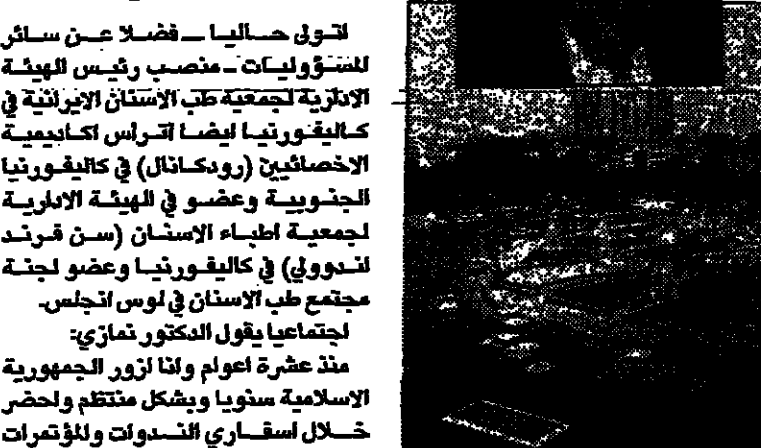 اتولى حاليا ــ فضلا عن سائر
المسؤوليات ـ منصب رئيس الهيئة
الادارية لجمعية طب الاسنان الايرانية في
كاليفورنيا ايضا اترأس اكاديمية
الاخصائيين (رودكانال) في كاليفورنيا
الجنوبية وعضو في الهيئة الادارية
لجمعية اطباء الاسنان (سن فرند
اندوولي) في كاليفورنيا وعضو لجنة
مجتمع طب الاسنان في لوس انجلس.
اجتماعيا يقول الدكتور نمازي:
منذ عشرة اعوام وانا ازور الجمهورية
الاسلامية سنويا وبشكل منتظم واحضر
خلال اسفاري الندوات والمؤتمرات